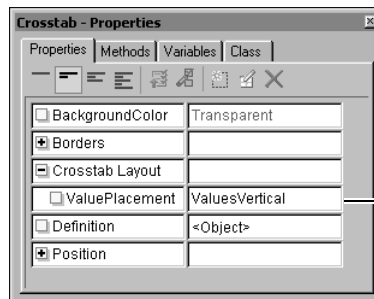 Crosstab - Properties
Properties Methods Variables Class
BackgroundColor Transparent
Borders
Crosstab Layout
ValuePlacement ValuesVertical
Definition <Object>
Position